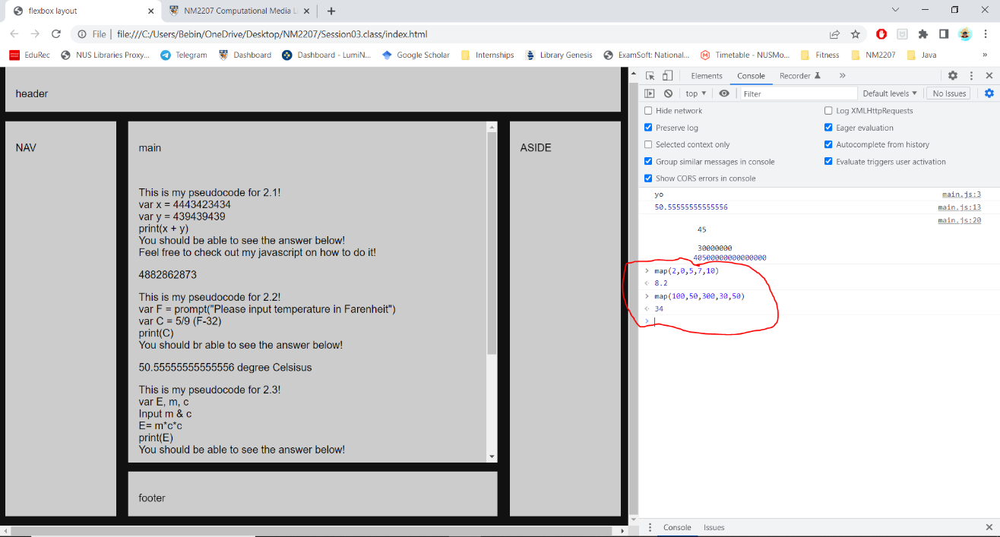 flexbox layout
NM2207 Computational Media L
File | file:///C:/Users/Bebin/OneDrive/Desktop/NM2207/Session03.class/index.html
EduRec NUS Libraries Proxy... Telegram Dashboard Dashboard - LumiN... Google Scholar Internships Library Genesis ExamSoft: National... Timetable - NUSMo... Fitness NM2207 Java »
header
NAV
main
This is my pseudocode for 2.1!
var x = 4443423434
var y = 439439439
print(x + y)
You should be able to see the answer below!
Feel free to check out my javascript on how to do it!
4882862873
This is my pseudocode for 2.2!
var F = prompt("Please input temperature in Farenheit")
var C = 5/9 (F-32)
print(C)
You should br able to see the answer below!
50.55555555555556 degree Celsisus
This is my pseudocode for 2.3!
var E, m, c
Input m & c
E= m*c*c
print(E)
You should be able to see the answer below!
footer
ASIDE
Elements Console Recorder »
top Filter Default levels No Issues
Hide network Log XMLHttpRequests
Preserve log Eager evaluation
Selected context only Autocomplete from history
Group similar messages in console Evaluate triggers user activation
Show CORS errors in console
yo main.js:3
50.55555555555556 main.js:13
main.js:20
45
30000000
40500000000000000
> map(2,0,5,7,10)
8.2
> map(100,50,300,30,50)
34
>
Console Issues